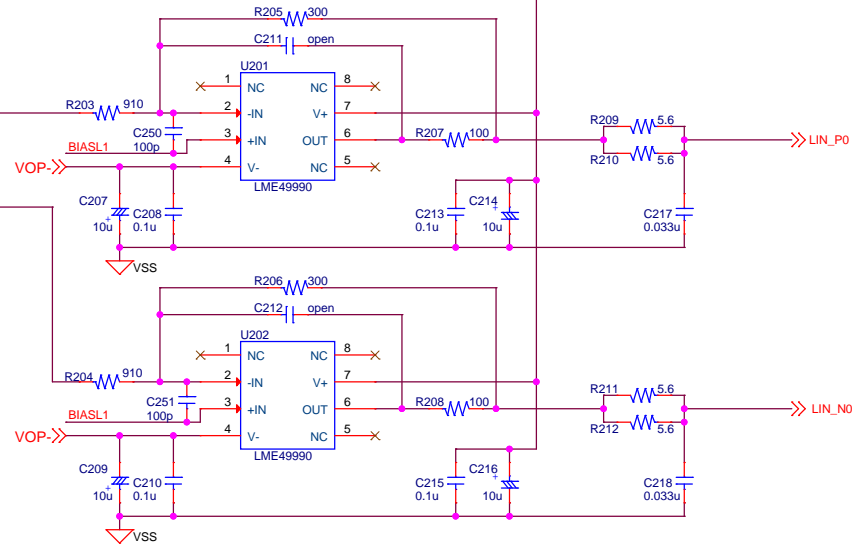 R205 300
C211 open
U201
1 NC NC 8
R203 910
2 -IN V+ 7
R209 5.6
C250 100p
3 +IN OUT 6
R207 100
LIN_P0
BIASL1
R210 5.6
VOP-
4 V- NC 5
LME49990
C207 + 10u
C208 0.1u
C213 0.1u
C214 + 10u
C217 0.033u
VSS
R206 300
C212 open
U202
1 NC NC 8
R204 910
2 -IN V+ 7
R211 5.6
C251 100p
3 +IN OUT 6
R208 100
LIN_N0
BIASL1
R212 5.6
VOP-
4 V- NC 5
LME49990
C209 + 10u
C210 0.1u
C215 0.1u
C216 + 10u
C218 0.033u
VSS